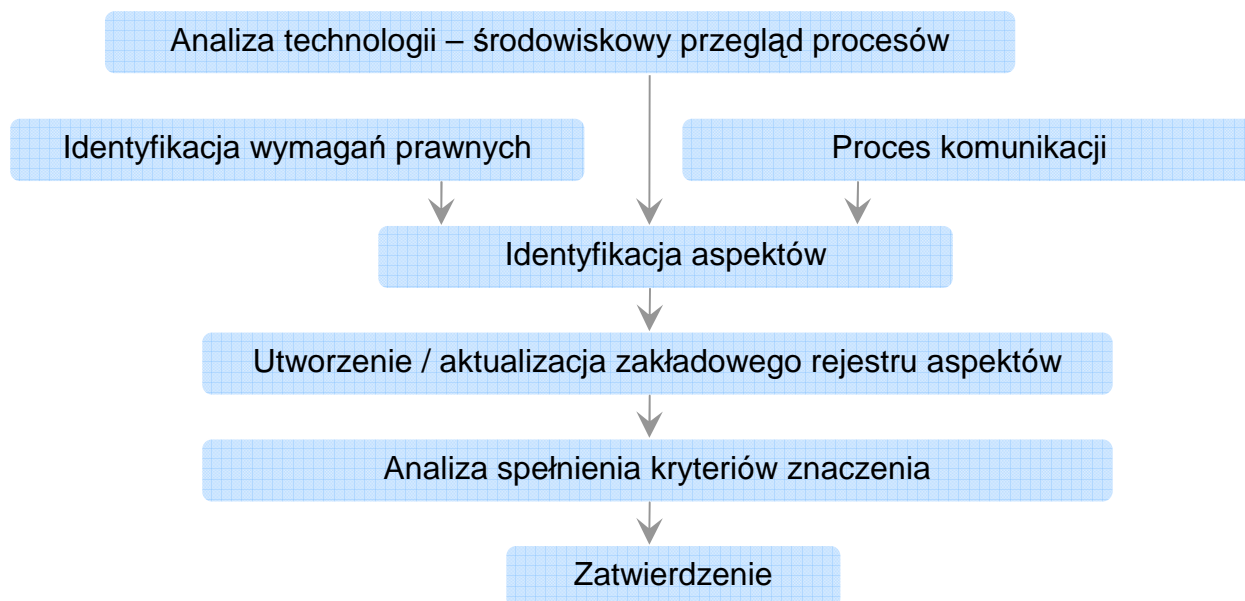 Analiza technologii – środowiskowy przegląd procesów
Identyfikacja wymagań prawnych
Proces komunikacji
Identyfikacja aspektów
Utworzenie / aktualizacja zakładowego rejestru aspektów
Analiza spełnienia kryteriów znaczenia
Zatwierdzenie